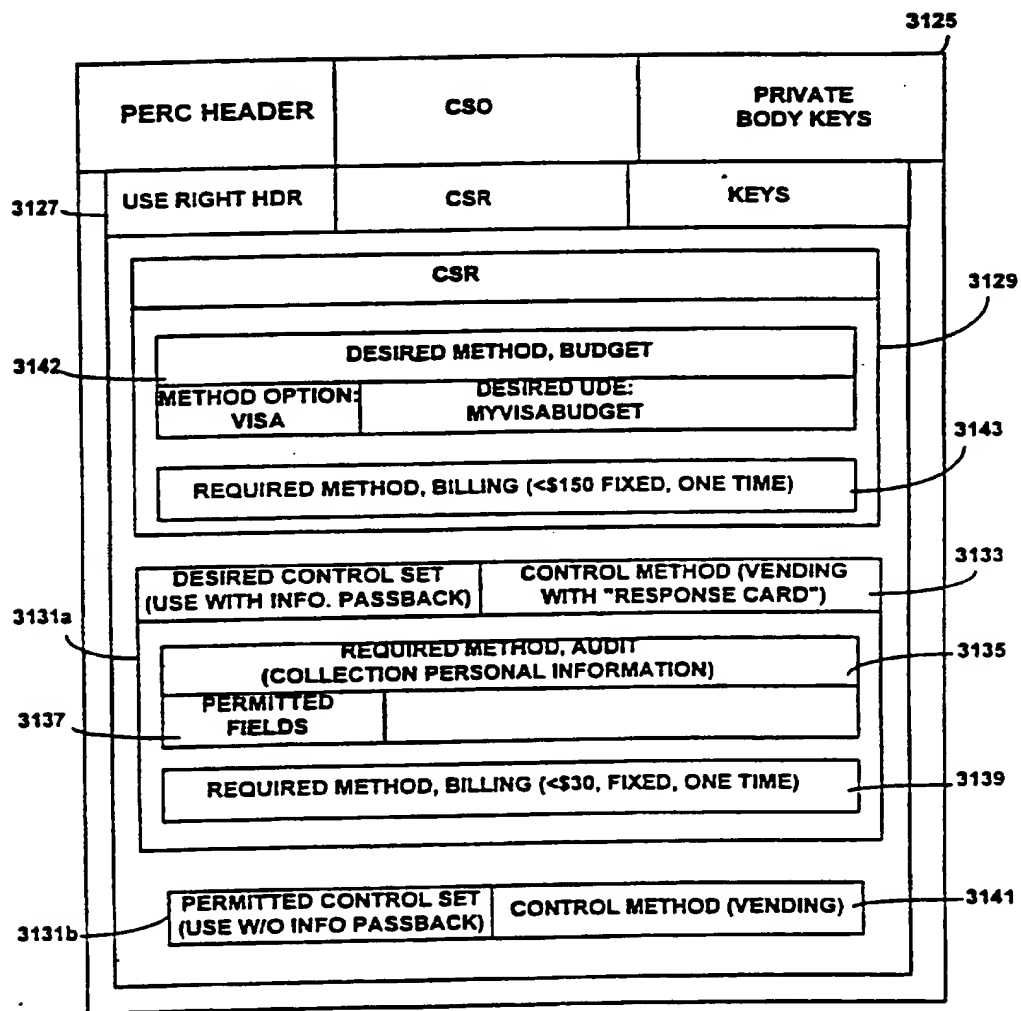 3125
PERC HEADER
CSO
PRIVATE
BODY KEYS
3127
USE RIGHT HDR
CSR
KEYS
CSR
3129
3142
DESIRED METHOD, BUDGET
METHOD OPTION:
VISA
DESIRED UDE:
MYVISABUDGET
3143
REQUIRED METHOD, BILLING (<$150 FIXED, ONE TIME)
3133
DESIRED CONTROL SET
(USE WITH INFO. PASSBACK)
CONTROL METHOD (VENDING
WITH "RESPONSE CARD")
3131a
REQUIRED METHOD, AUDIT
(COLLECTION PERSONAL INFORMATION)
3135
3137
PERMITTED
FIELDS
REQUIRED METHOD, BILLING (<$30, FIXED, ONE TIME)
3139
3131b
PERMITTED CONTROL SET
(USE W/O INFO PASSBACK)
CONTROL METHOD (VENDING)
3141